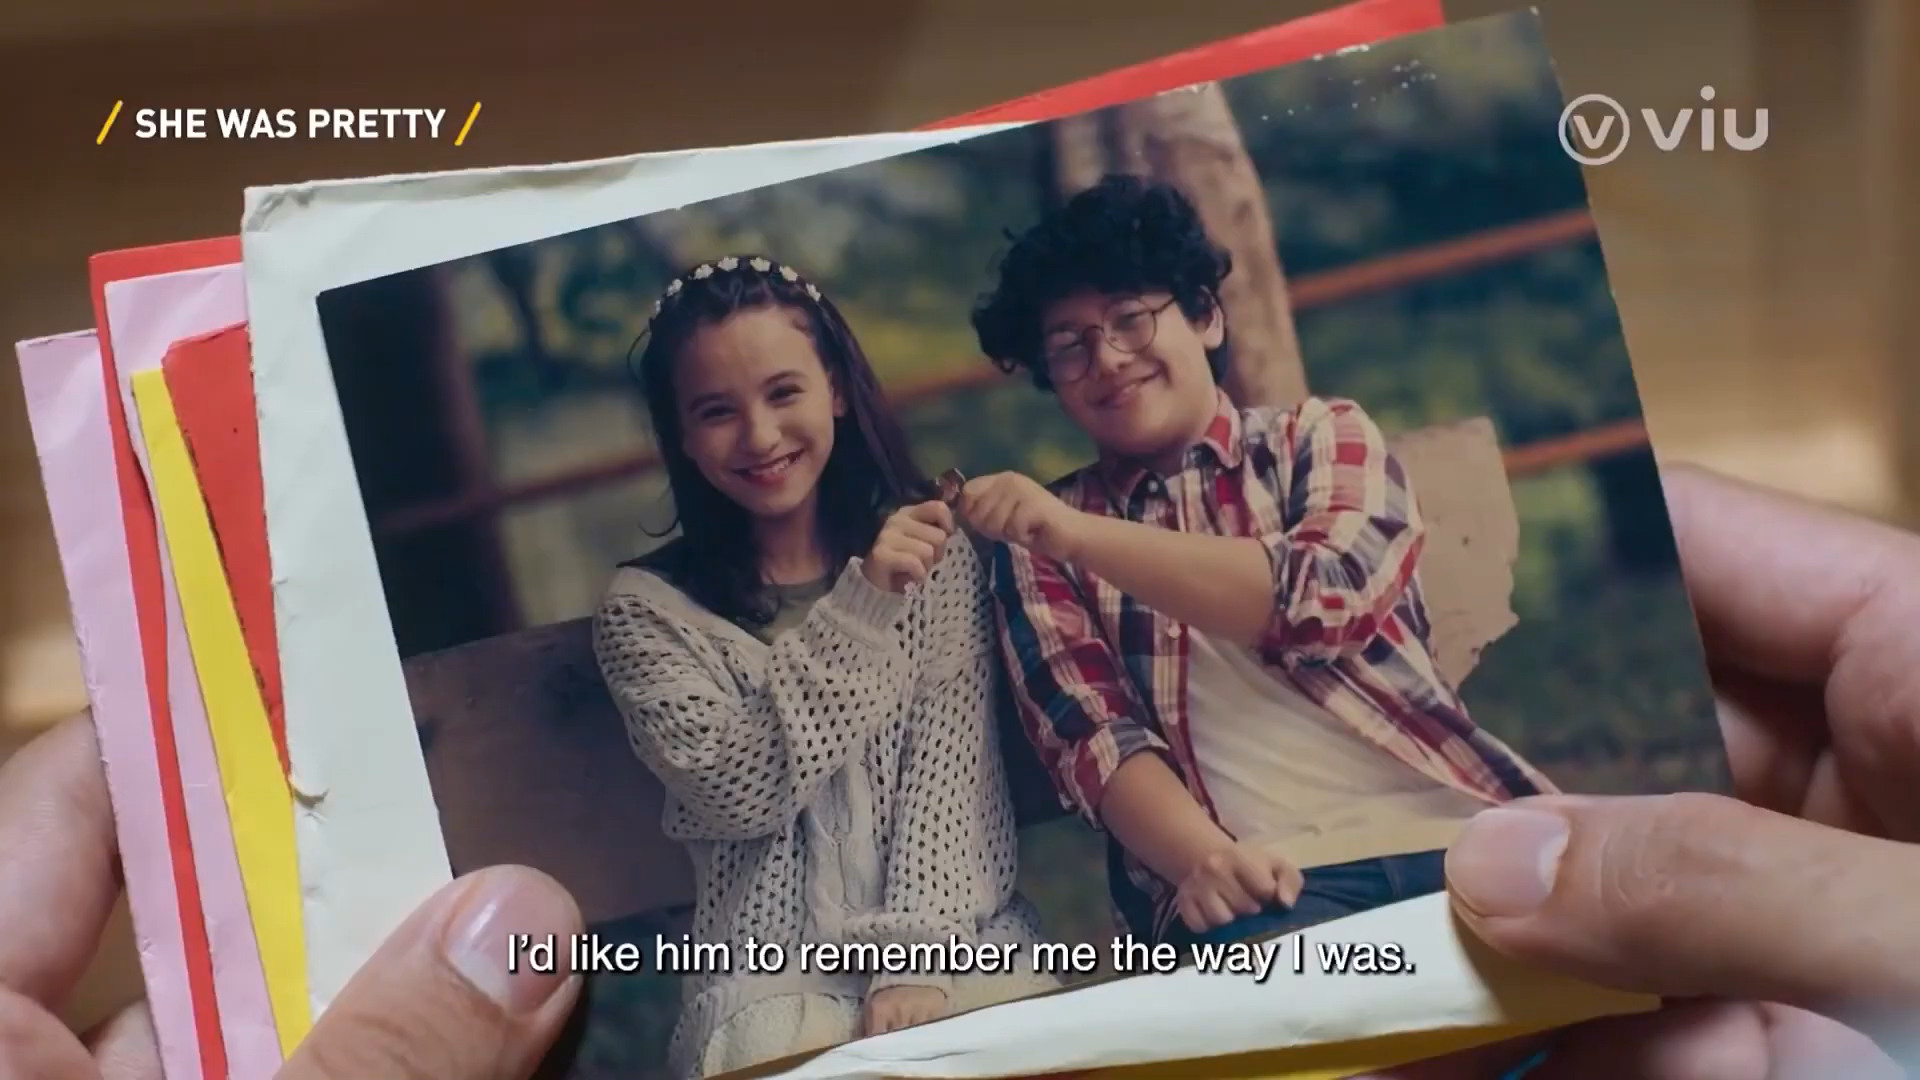 / SHE WAS PRETTY /
viu
I'd like him to remember me the way I was.